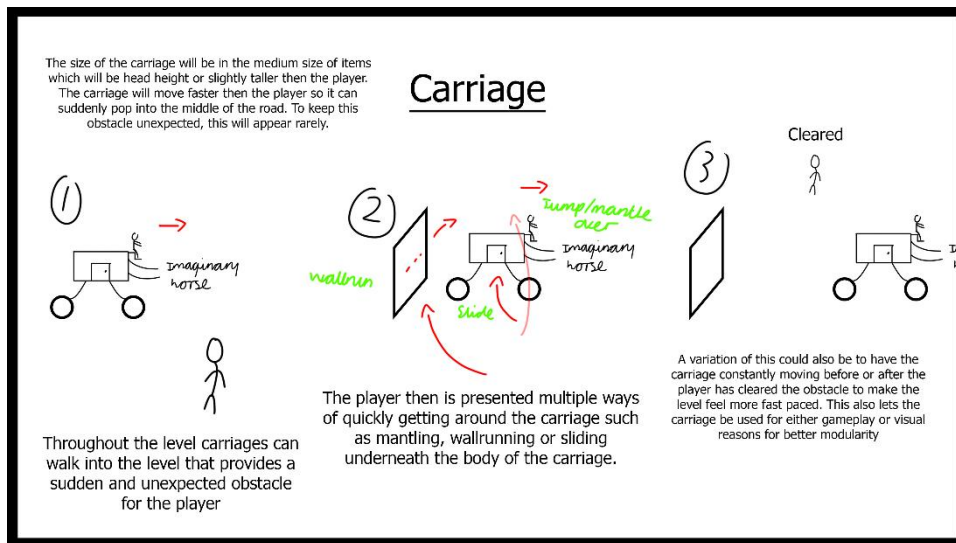 The size of the carriage will be in the medium size of items
which will be head height or slightly taller then the player.
The carriage will move faster then the player so it can
suddenly pop into the middle of the road. To keep this
obstacle unexpected, this will appear rarely.
Carriage
1
Imaginary
horse
Throughout the level carriages can
walk into the level that provides a
sudden and unexpected obstacle
for the player
2
Jump/mantle
over
wallrun
Imaginary
horse
Slide
The player then is presented multiple ways
of quickly getting around the carriage such
as mantling, wallrunning or sliding
underneath the body of the carriage.
3
Cleared
A variation of this could also be to have the
carriage constantly moving before or after the
player has cleared the obstacle to make the
level feel more fast paced. This also lets the
carriage be used for either gameplay or visual
reasons for better modularity